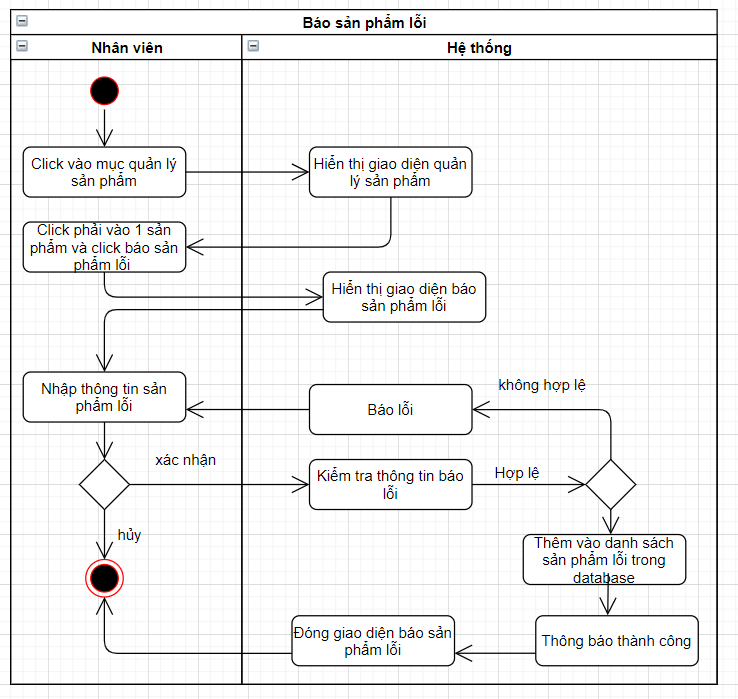 Báo sản phẩm lỗi
Nhân viên
Hệ thống
Click vào mục quản lý
sản phẩm
Hiển thị giao diện quản
lý sản phẩm
Click phải vào 1 sản
phẩm và click báo sản
phẩm lỗi
Hiển thị giao diện báo
sản phẩm lỗi
Nhập thông tin sản
phẩm lỗi
Báo lỗi
không hợp lệ
xác nhận
Kiểm tra thông tin báo
lỗi
Hợp lệ
hủy
Thêm vào danh sách
sản phẩm lỗi trong
database
Đóng giao diện báo sản
phẩm lỗi
Thông báo thành công